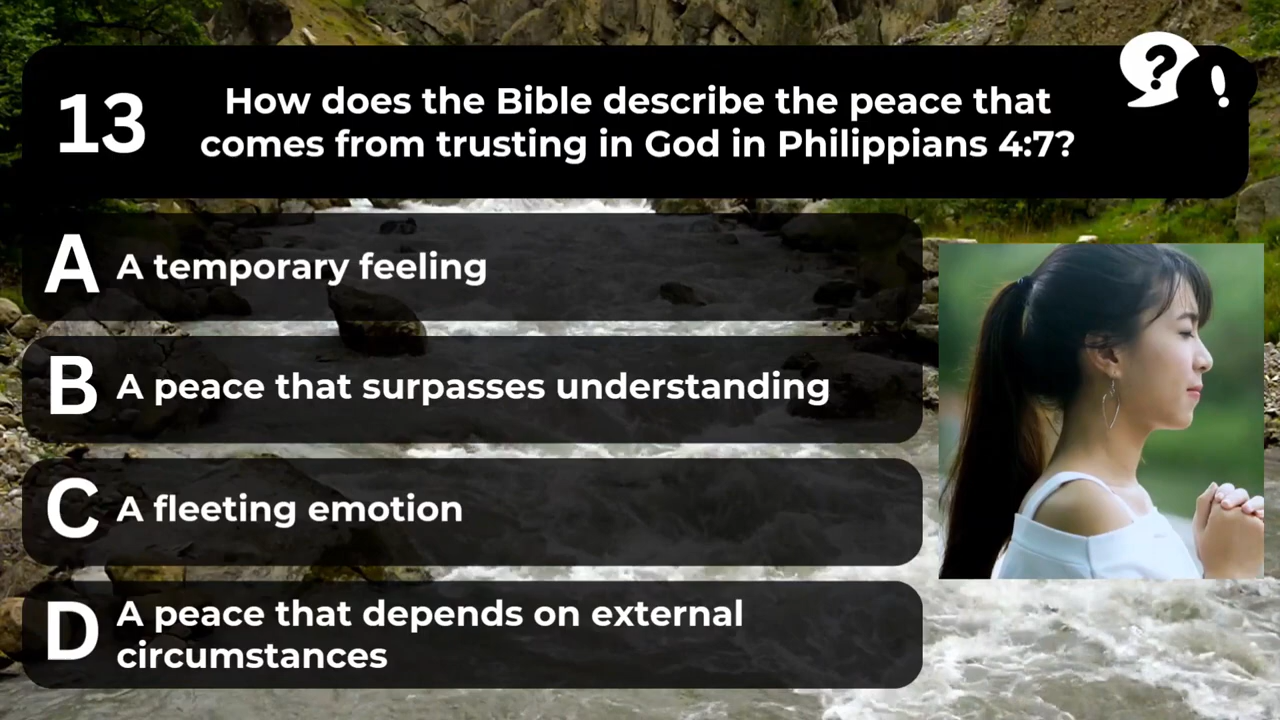 13
How does the Bible describe the peace that
comes from trusting in God in Philippians 4:7?
?!
A A temporary feeling
B A peace that surpasses understanding
C A fleeting emotion
D A peace that depends on external
circumstances